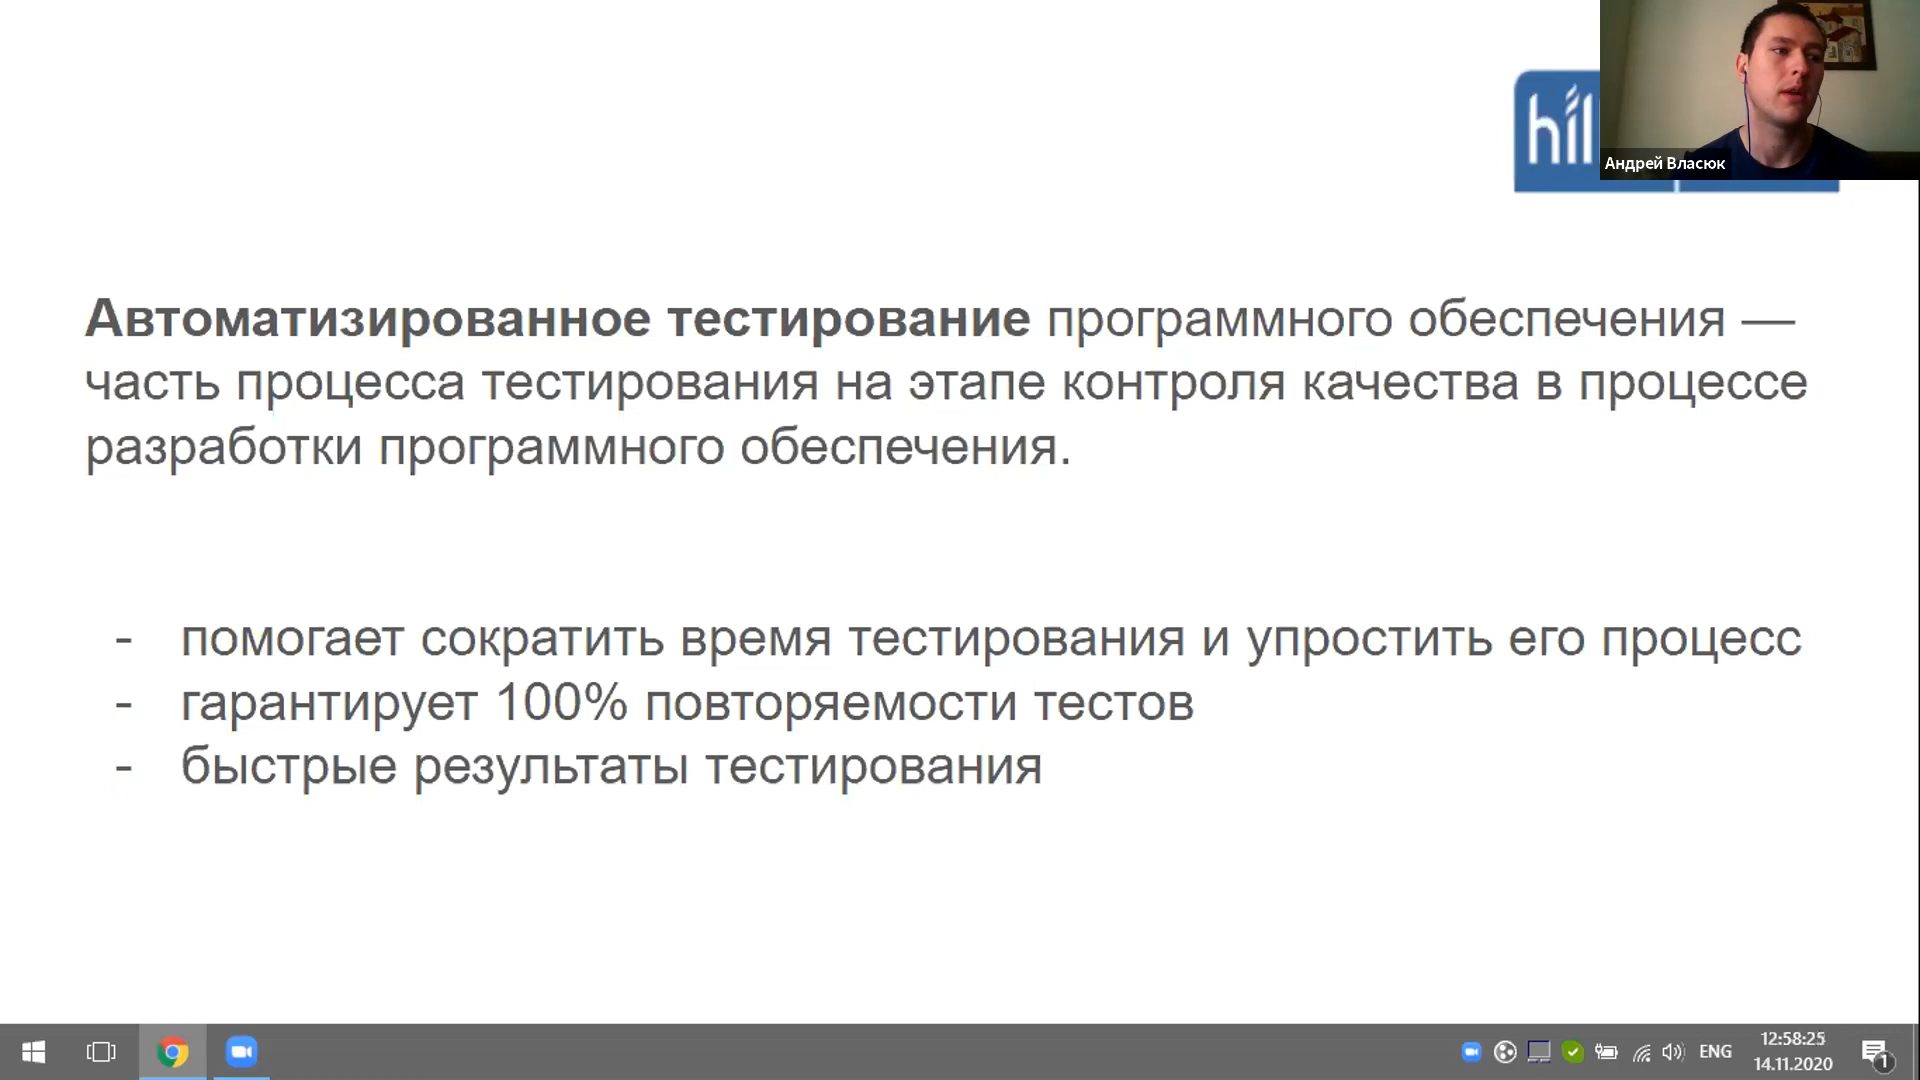 hil
Андрей Власюк
Автоматизированное тестирование программного обеспечения —
часть процесса тестирования на этапе контроля качества в процессе
разработки программного обеспечения.
- помогает сократить время тестирования и упростить его процесс
- гарантирует 100% повторяемости тестов
- быстрые результаты тестирования
ENG
12:58:25
14.11.2020
1